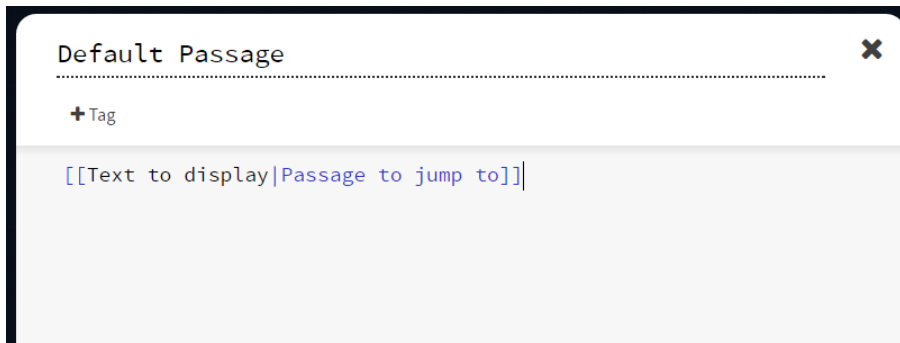 Default Passage
+ Tag
[[Text to display|Passage to jump to]]